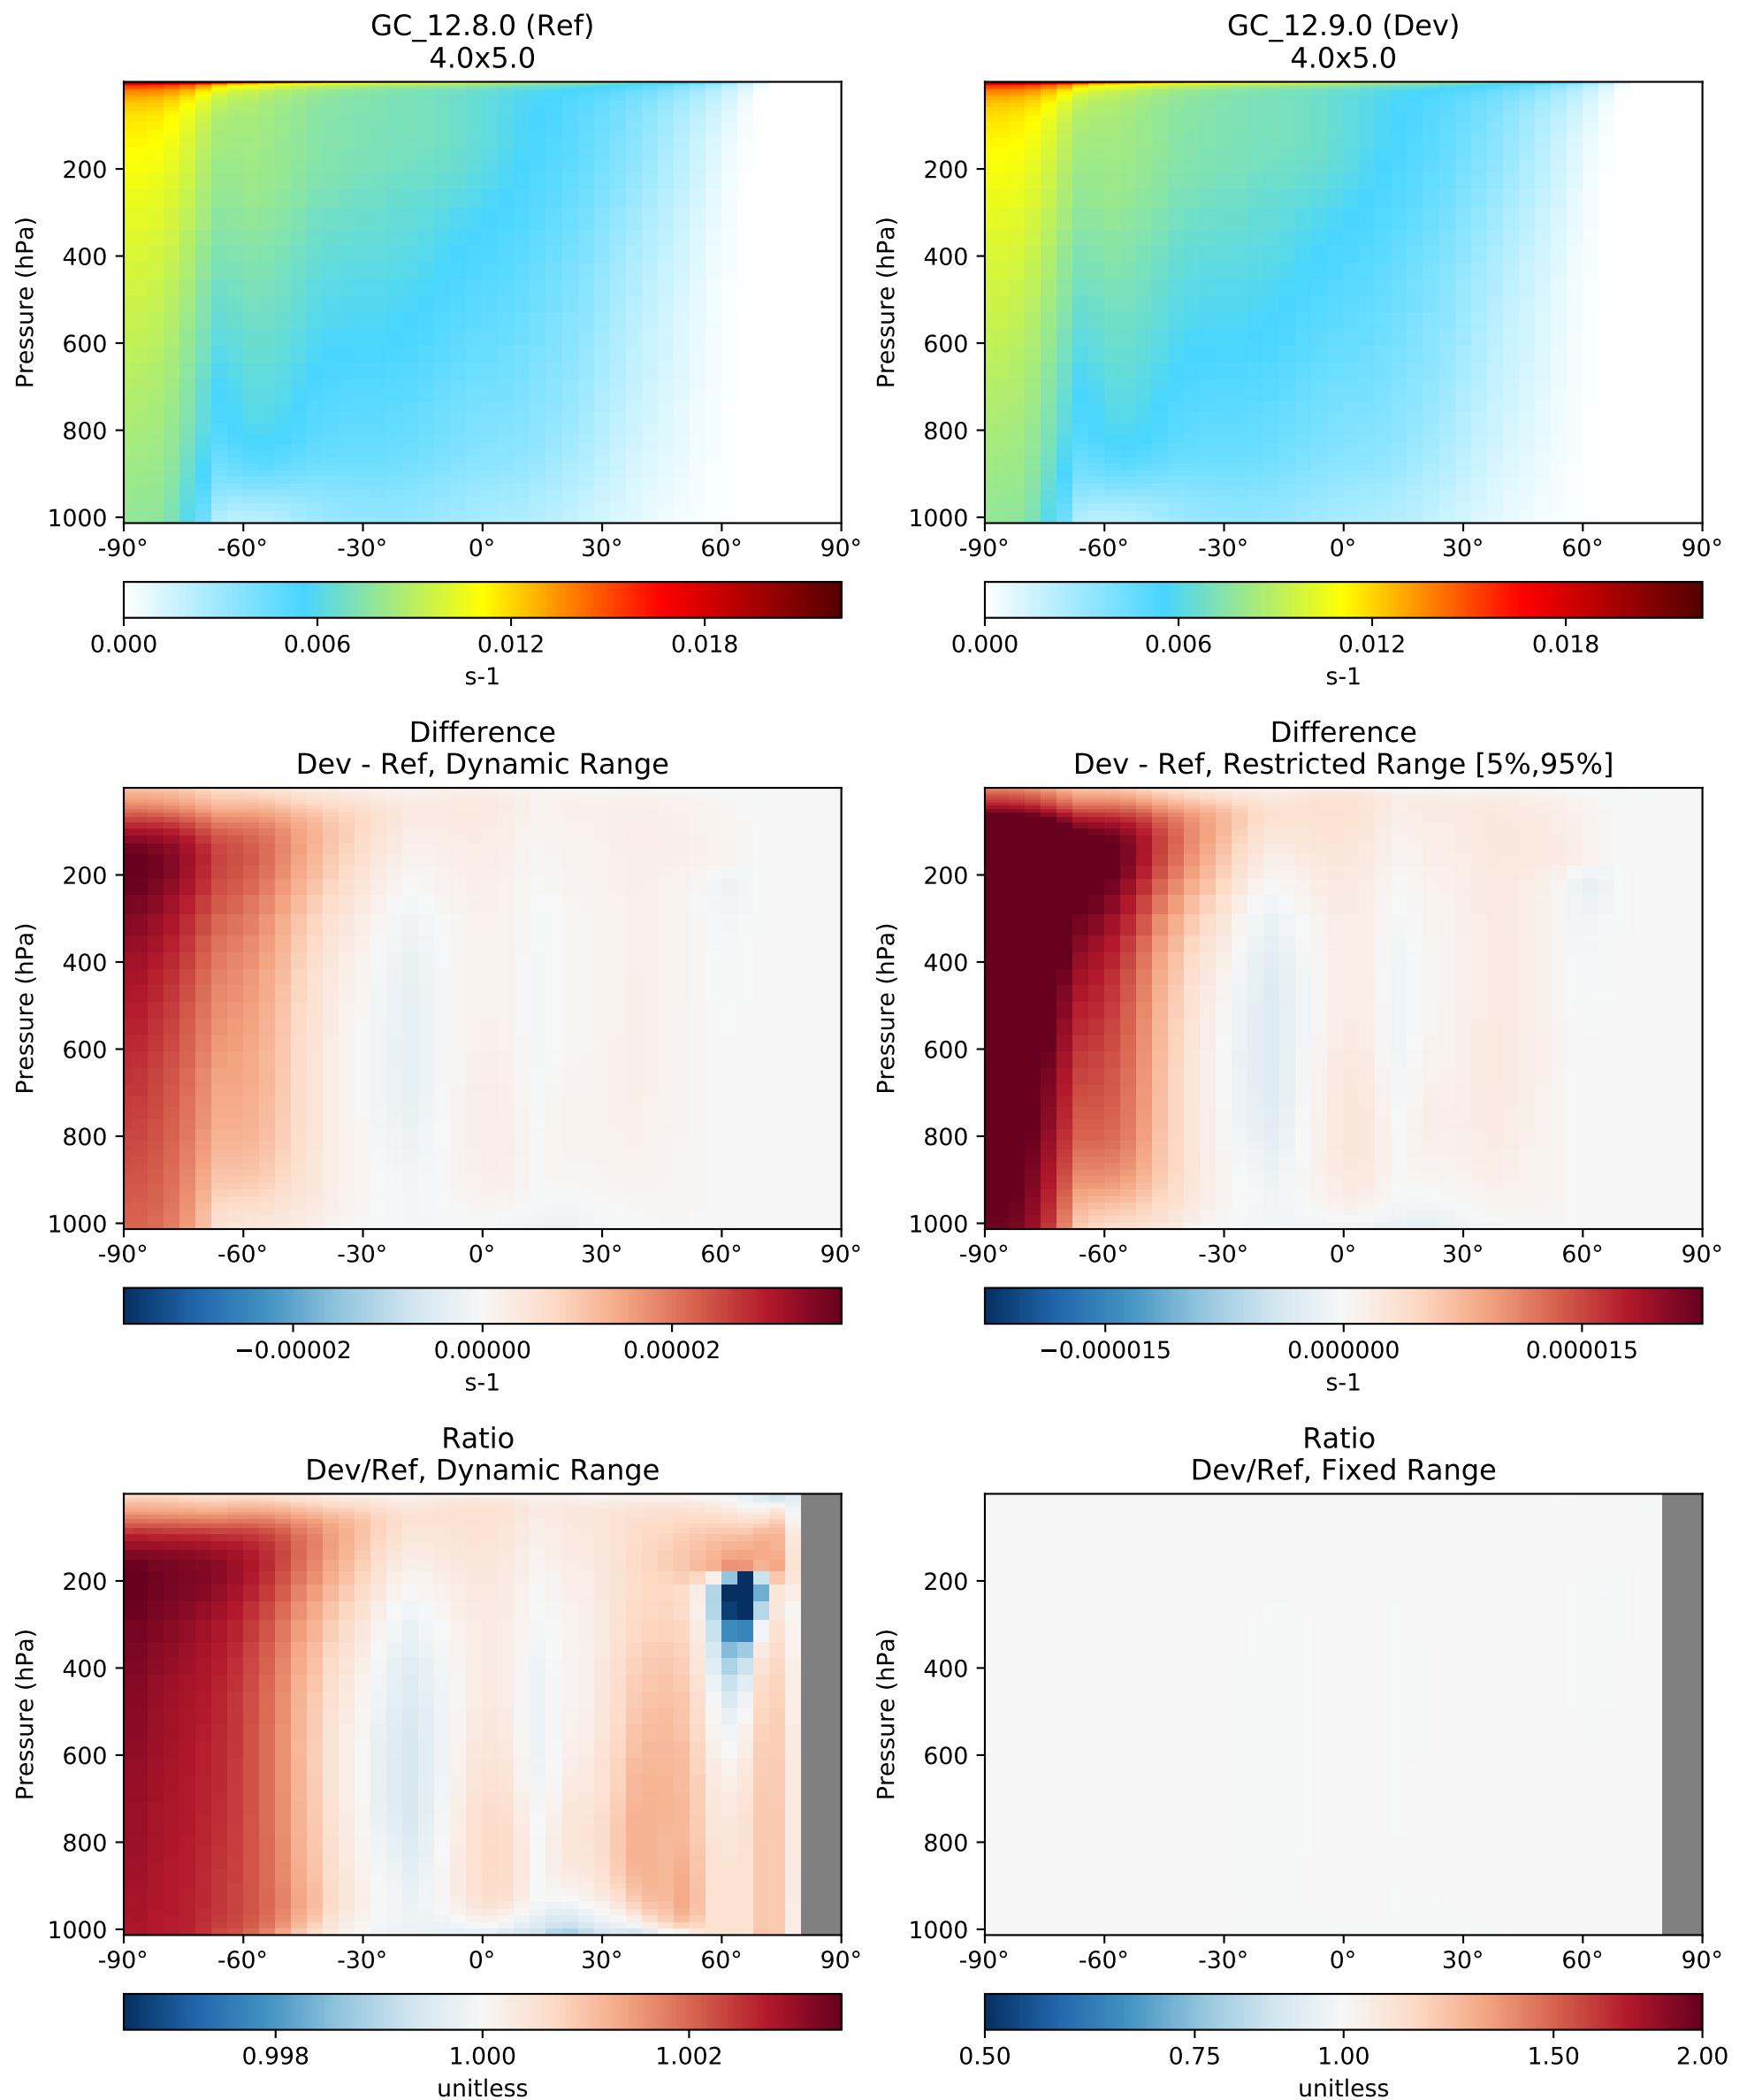 GC_12.8.0 (Ref)
4.0x5.0
GC_12.9.0 (Dev)
4.0x5.0
Pressure (hPa)
200
400
600
800
1000
-90° -60° -30° 0° 30° 60° 90°
0.000 0.006 0.012 0.018
s-1
Pressure (hPa)
200
400
600
800
1000
-90° -60° -30° 0° 30° 60° 90°
0.000 0.006 0.012 0.018
s-1
Difference
Dev - Ref, Dynamic Range
Difference
Dev - Ref, Restricted Range [5%,95%]
Pressure (hPa)
200
400
600
800
1000
-90° -60° -30° 0° 30° 60° 90°
−0.00002 0.00000 0.00002
s-1
Pressure (hPa)
200
400
600
800
1000
-90° -60° -30° 0° 30° 60° 90°
−0.000015 0.000000 0.000015
s-1
Ratio
Dev/Ref, Dynamic Range
Ratio
Dev/Ref, Fixed Range
Pressure (hPa)
200
400
600
800
1000
-90° -60° -30° 0° 30° 60° 90°
0.998 1.000 1.002
unitless
Pressure (hPa)
200
400
600
800
1000
-90° -60° -30° 0° 30° 60° 90°
0.50 0.75 1.00 1.50 2.00
unitless